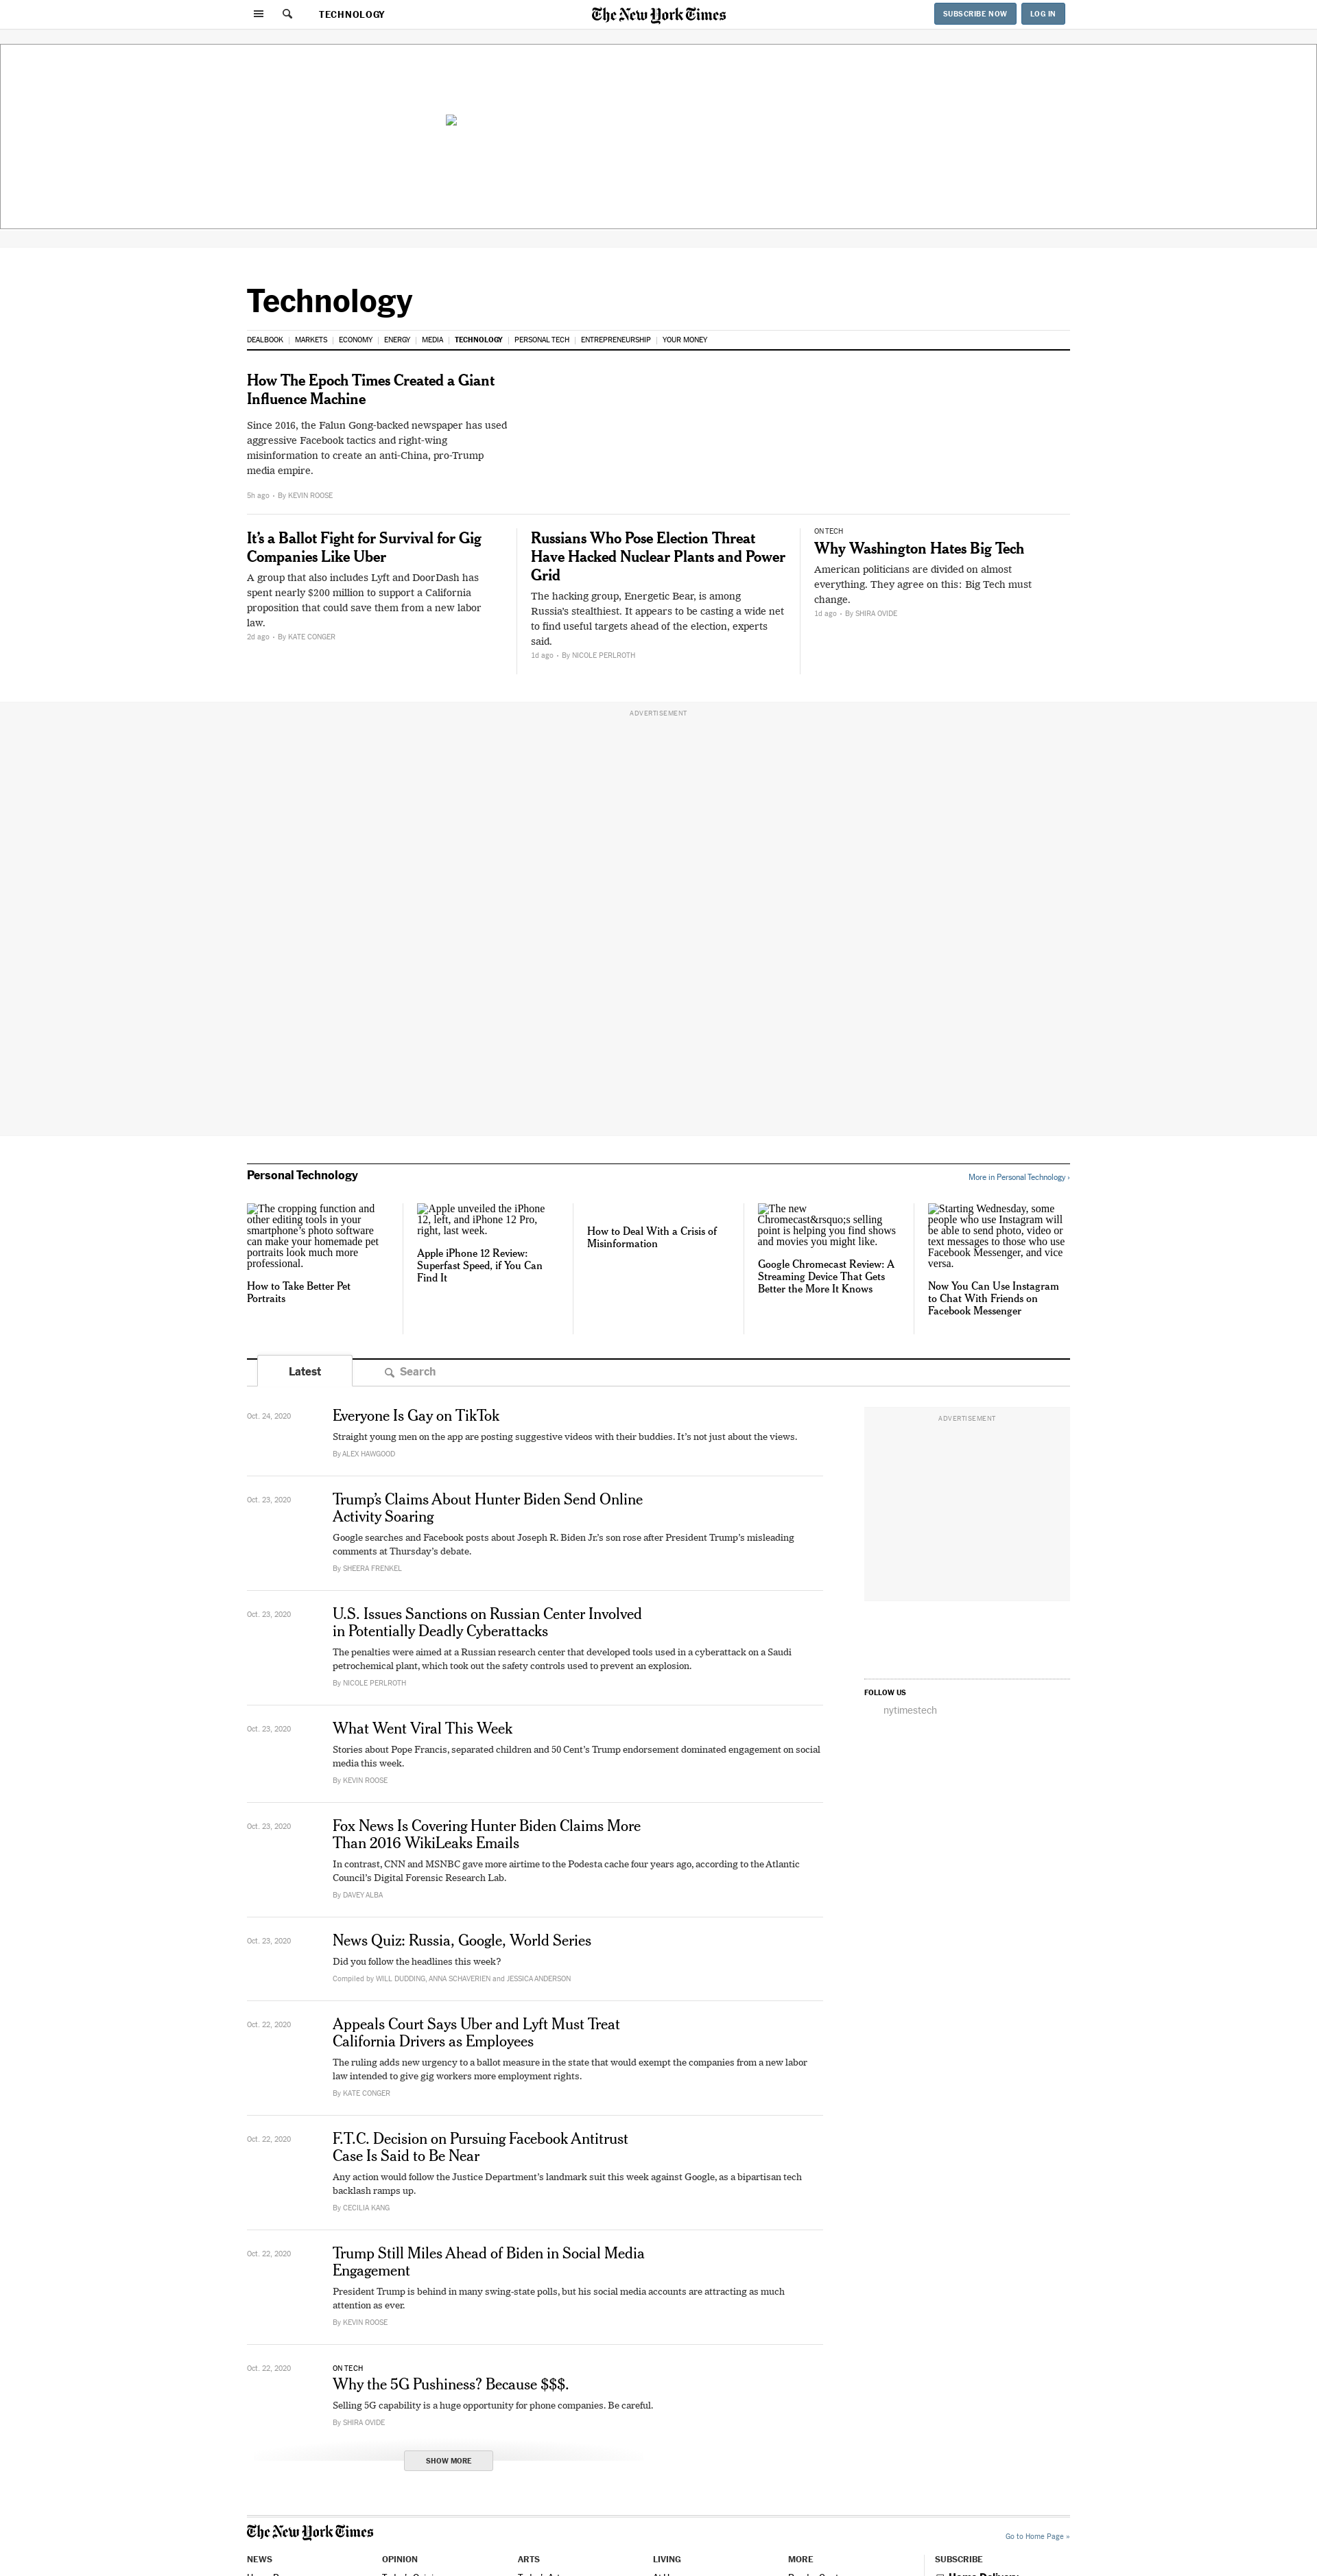 TECHNOLOGY
The New York Times
SUBSCRIBE NOW
LOG IN
Technology
DEALBOOK
MARKETS
ECONOMY
ENERGY
MEDIA
TECHNOLOGY
PERSONAL TECH
ENTREPRENEURSHIP
YOUR MONEY
How The Epoch Times Created a Giant
Influence Machine
Since 2016, the Falun Gong-backed newspaper has used
aggressive Facebook tactics and right-wing
misinformation to create an anti-China, pro-Trump
media empire.
5h ago • By KEVIN ROOSE
It’s a Ballot Fight for Survival for Gig
Companies Like Uber
A group that also includes Lyft and DoorDash has
spent nearly $200 million to support a California
proposition that could save them from a new labor
law.
2d ago • By KATE CONGER
Russians Who Pose Election Threat
Have Hacked Nuclear Plants and Power
Grid
The hacking group, Energetic Bear, is among
Russia’s stealthiest. It appears to be casting a wide net
to find useful targets ahead of the election, experts
said.
1d ago • By NICOLE PERLROTH
ON TECH
Why Washington Hates Big Tech
American politicians are divided on almost
everything. They agree on this: Big Tech must
change.
1d ago • By SHIRA OVIDE
ADVERTISEMENT
Personal Technology
More in Personal Technology ›
The cropping function and
other editing tools in your
smartphone’s photo software
can make your homemade pet
portraits look much more
professional.
How to Take Better Pet
Portraits
Apple unveiled the iPhone
12, left, and iPhone 12 Pro,
right, last week.
Apple iPhone 12 Review:
Superfast Speed, if You Can
Find It
How to Deal With a Crisis of
Misinformation
The new
Chromecast&rsquo;s selling
point is helping you find shows
and movies you might like.
Google Chromecast Review: A
Streaming Device That Gets
Better the More It Knows
Starting Wednesday, some
people who use Instagram will
be able to send photo, video or
text messages to those who use
Facebook Messenger, and vice
versa.
Now You Can Use Instagram
to Chat With Friends on
Facebook Messenger
Latest
Search
Oct. 24, 2020
Everyone Is Gay on TikTok
Straight young men on the app are posting suggestive videos with their buddies. It’s not just about the views.
By ALEX HAWGOOD
Oct. 23, 2020
Trump’s Claims About Hunter Biden Send Online
Activity Soaring
Google searches and Facebook posts about Joseph R. Biden Jr.’s son rose after President Trump’s misleading
comments at Thursday’s debate.
By SHEERA FRENKEL
Oct. 23, 2020
U.S. Issues Sanctions on Russian Center Involved
in Potentially Deadly Cyberattacks
The penalties were aimed at a Russian research center that developed tools used in a cyberattack on a Saudi
petrochemical plant, which took out the safety controls used to prevent an explosion.
By NICOLE PERLROTH
Oct. 23, 2020
What Went Viral This Week
Stories about Pope Francis, separated children and 50 Cent’s Trump endorsement dominated engagement on social
media this week.
By KEVIN ROOSE
Oct. 23, 2020
Fox News Is Covering Hunter Biden Claims More
Than 2016 WikiLeaks Emails
In contrast, CNN and MSNBC gave more airtime to the Podesta cache four years ago, according to the Atlantic
Council’s Digital Forensic Research Lab.
By DAVEY ALBA
Oct. 23, 2020
News Quiz: Russia, Google, World Series
Did you follow the headlines this week?
Compiled by WILL DUDDING, ANNA SCHAVERIEN and JESSICA ANDERSON
Oct. 22, 2020
Appeals Court Says Uber and Lyft Must Treat
California Drivers as Employees
The ruling adds new urgency to a ballot measure in the state that would exempt the companies from a new labor
law intended to give gig workers more employment rights.
By KATE CONGER
Oct. 22, 2020
F.T.C. Decision on Pursuing Facebook Antitrust
Case Is Said to Be Near
Any action would follow the Justice Department’s landmark suit this week against Google, as a bipartisan tech
backlash ramps up.
By CECILIA KANG
Oct. 22, 2020
Trump Still Miles Ahead of Biden in Social Media
Engagement
President Trump is behind in many swing-state polls, but his social media accounts are attracting as much
attention as ever.
By KEVIN ROOSE
Oct. 22, 2020
ON TECH
Why the 5G Pushiness? Because $$$.
Selling 5G capability is a huge opportunity for phone companies. Be careful.
By SHIRA OVIDE
SHOW MORE
ADVERTISEMENT
FOLLOW US
nytimestech
The New York Times
Go to Home Page »
NEWS
OPINION
ARTS
LIVING
MORE
SUBSCRIBE